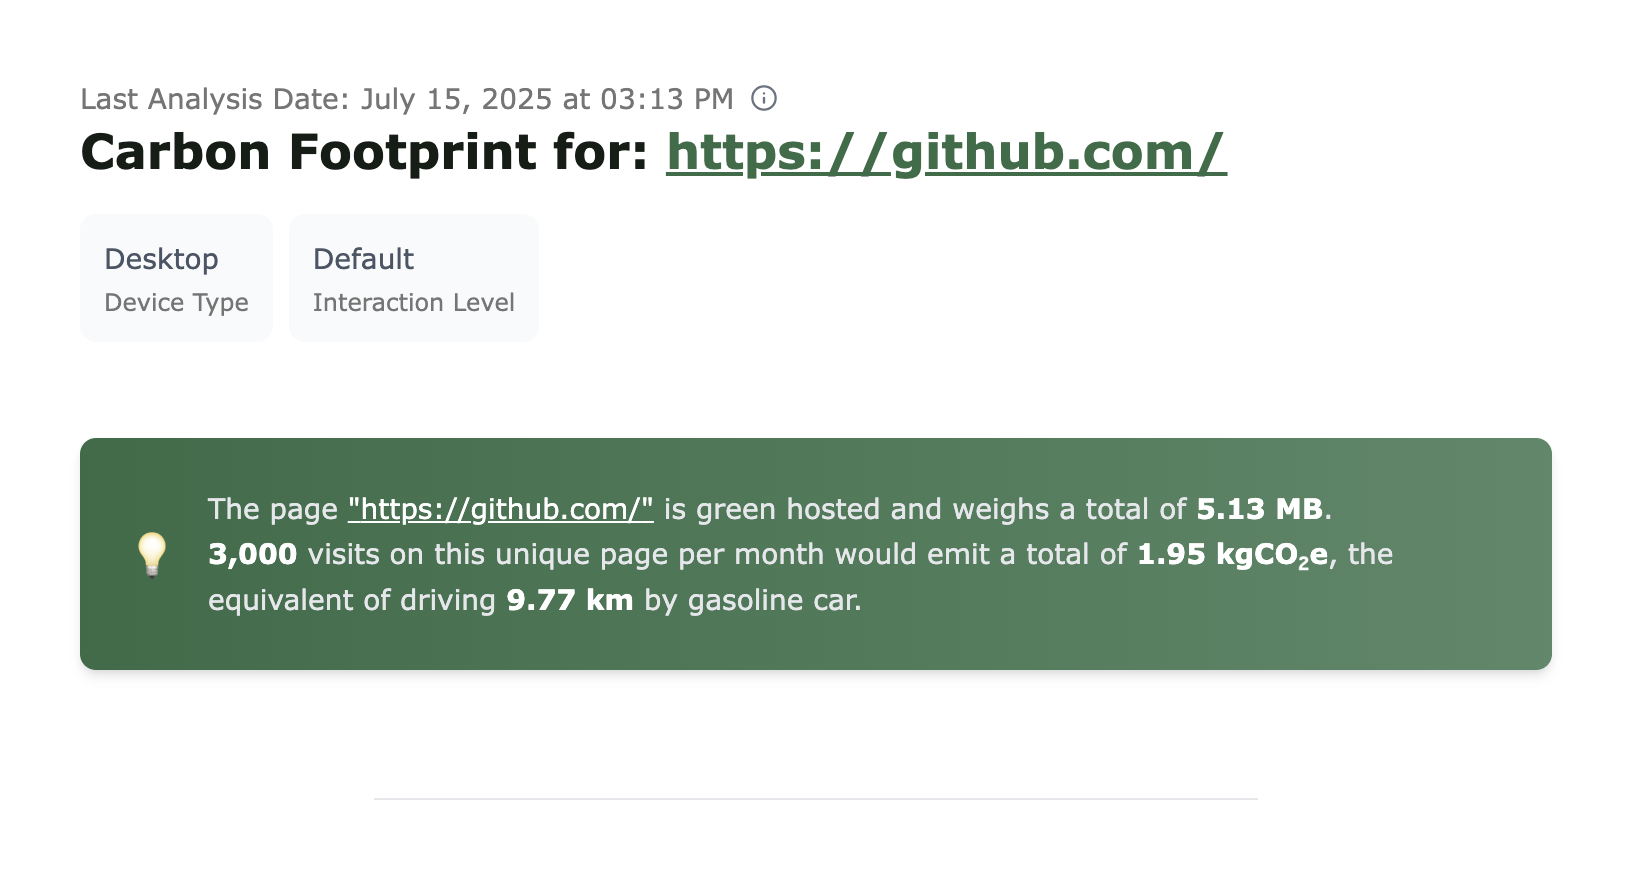 Last Analysis Date: July 15, 2025 at 03:13 PM
Carbon Footprint for: https://github.com/
Desktop
Device Type
Default
Interaction Level
The page "https://github.com/" is green hosted and weighs a total of 5.13 MB.
3,000 visits on this unique page per month would emit a total of 1.95 kgCO₂e, the
equivalent of driving 9.77 km by gasoline car.